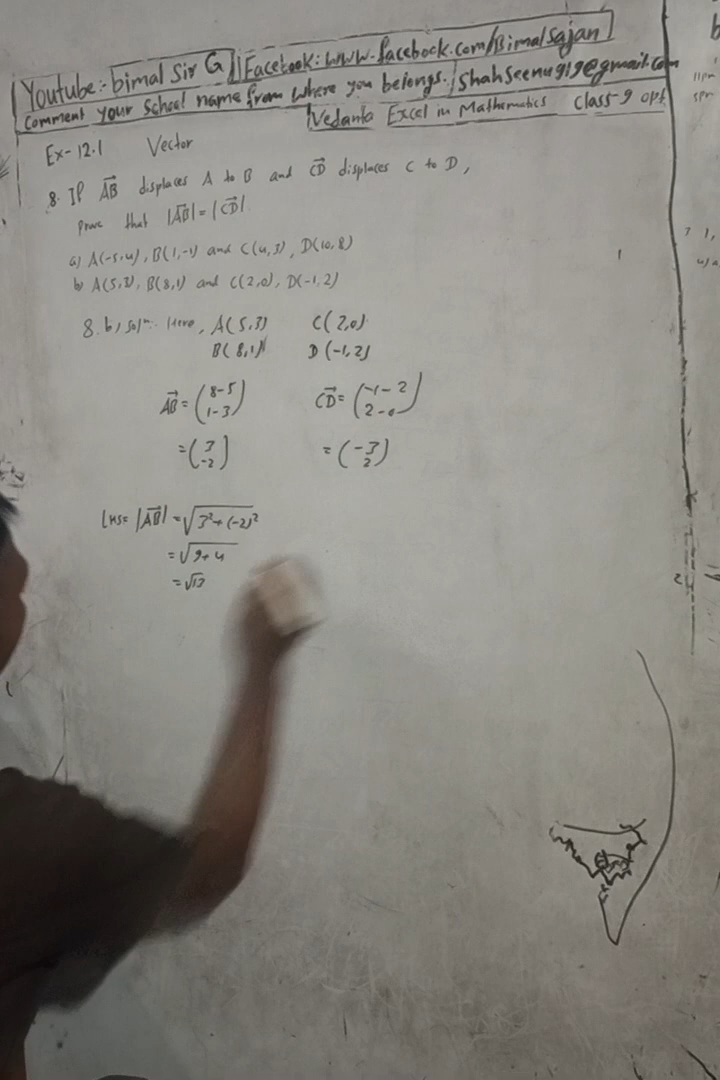 Youtube:- bimal Sir G || Facebook: www.facebook.com/Bimalsajan
Comment your School name from where you belongs. | Shahseenu919@gmail.com
Vedanta Excel in Mathematics Class-9 opt
Ex-12.1 Vector
8. If AB displaces A to B and CD displaces C to D,
Prove that |AB| = |CD|.
a) A(-5,4), B(1,-1) and C(4,3), D(10,8)
b) A(5,3), B(8,1) and C(2,0), D(-1,2)
8. b) solⁿ: Here, A(5,3) C(2,0)
B(8,1) D(-1,2)
AB = (8-5 CD = (-1-2
1-3) 2-0)
= (3 = (-3
-2) 2)
LHS = |AB| = √3²+(-2)²
= √9+4
= √13